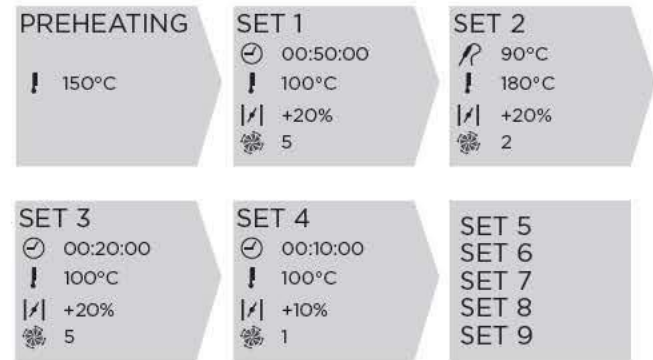 PREHEATING
150°C
SET 1
00:50:00
100°C
+20%
5
SET 2
90°C
180°C
+20%
2
SET 3
00:20:00
100°C
+20%
5
SET 4
00:10:00
100°C
+10%
1
SET 5
SET 6
SET 7
SET 8
SET 9